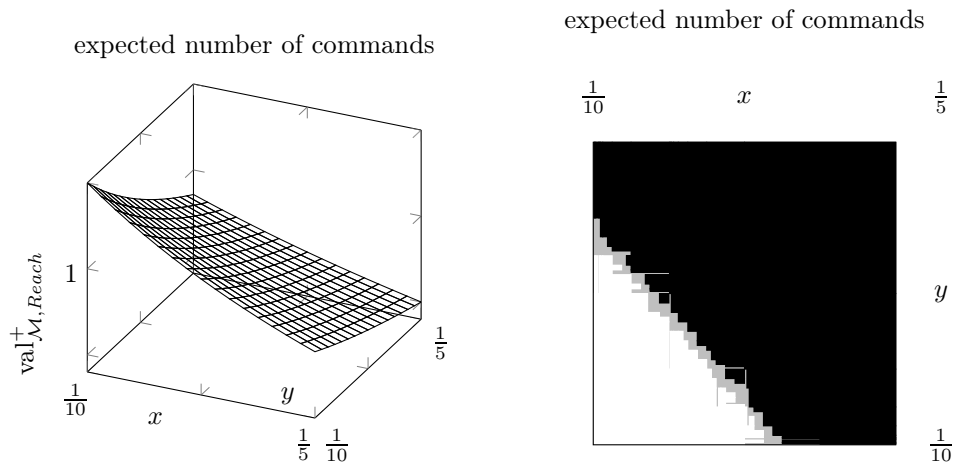 expected number of commands
val⁺_{ℳ,Reach}
1
1/10
x
1/5
1/10
y
1/5
expected number of commands
1/10
x
1/5
y
1/10